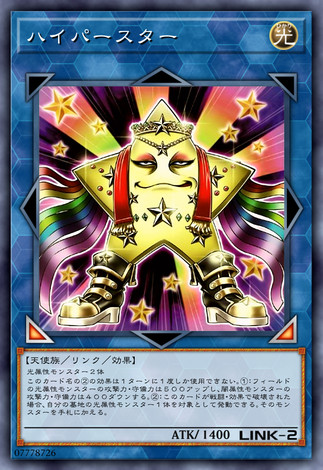 ハイパースター
光
【天使族／リンク／効果】
光属性モンスター２体
このカード名の②の効果は１ターンに１度しか使用できない。①：フィールド
の光属性モンスターの攻撃力・守備力は５００アップし、闇属性モンスターの
攻撃力・守備力は４００ダウンする。②：このカードが戦闘・効果で破壊された
場合、自分の墓地の光属性モンスター１体を対象として発動できる。そのモン
スターを手札に加える。
ATK/1400 LINK-2
07778726